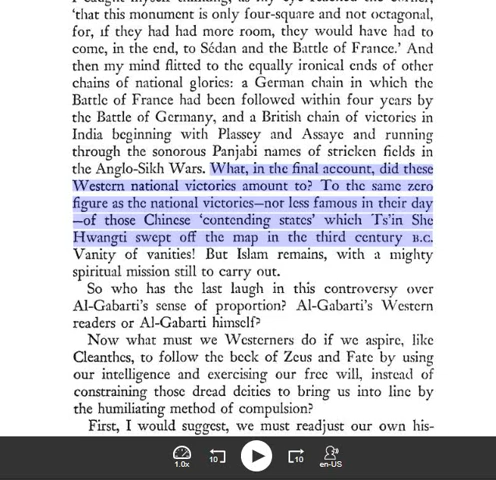 'that this monument is only four-square and not octagonal,
for, if they had had more room, they would have had to
come, in the end, to Sédan and the Battle of France.' And
then my mind flitted to the equally ironical ends of other
chains of national glories: a German chain in which the
Battle of France had been followed within four years by
the Battle of Germany, and a British chain of victories in
India beginning with Plassey and Assaye and running
through the sonorous Panjabi names of stricken fields in
the Anglo-Sikh Wars. What, in the final account, did these
Western national victories amount to? To the same zero
figure as the national victories—nor less famous in their day
—of those Chinese 'contending states' which Ts'in She
Hwangti swept off the map in the third century B.C.
Vanity of vanities! But Islam remains, with a mighty
spiritual mission still to carry out.
So who has the last laugh in this controversy over
Al-Gabarti's sense of proportion? Al-Gabarti's Western
readers or Al-Gabarti himself?
Now what must we Westerners do if we aspire, like
Cleanthes, to follow the beck of Zeus and Fate by using
our intelligence and exercising our free will, instead of
constraining those dread deities to bring us into line by
the humiliating method of compulsion?
First, I would suggest, we must readjust our own his-
1.0x
10
10
en-US